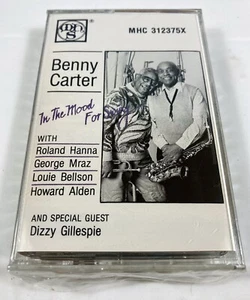 MHC 312375X
Benny
Carter
In The Mood
For Swing
WITH
Roland Hanna
George Mraz
Louie Bellson
Howard Alden
AND SPECIAL GUEST
Dizzy Gillespie